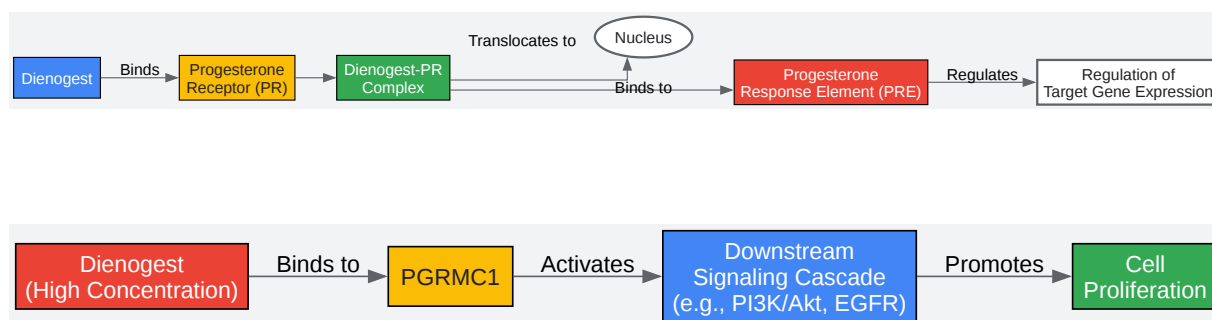 Translocates to
Nucleus
Dienogest
Binds
Progesterone
Receptor (PR)
Dienogest-PR
Complex
Binds to
Progesterone
Response Element (PRE)
Regulates
Regulation of
Target Gene Expression
Dienogest
(High Concentration)
Binds to
PGRMC1
Activates
Downstream
Signaling Cascade
(e.g., PI3K/Akt, EGFR)
Promotes
Cell
Proliferation